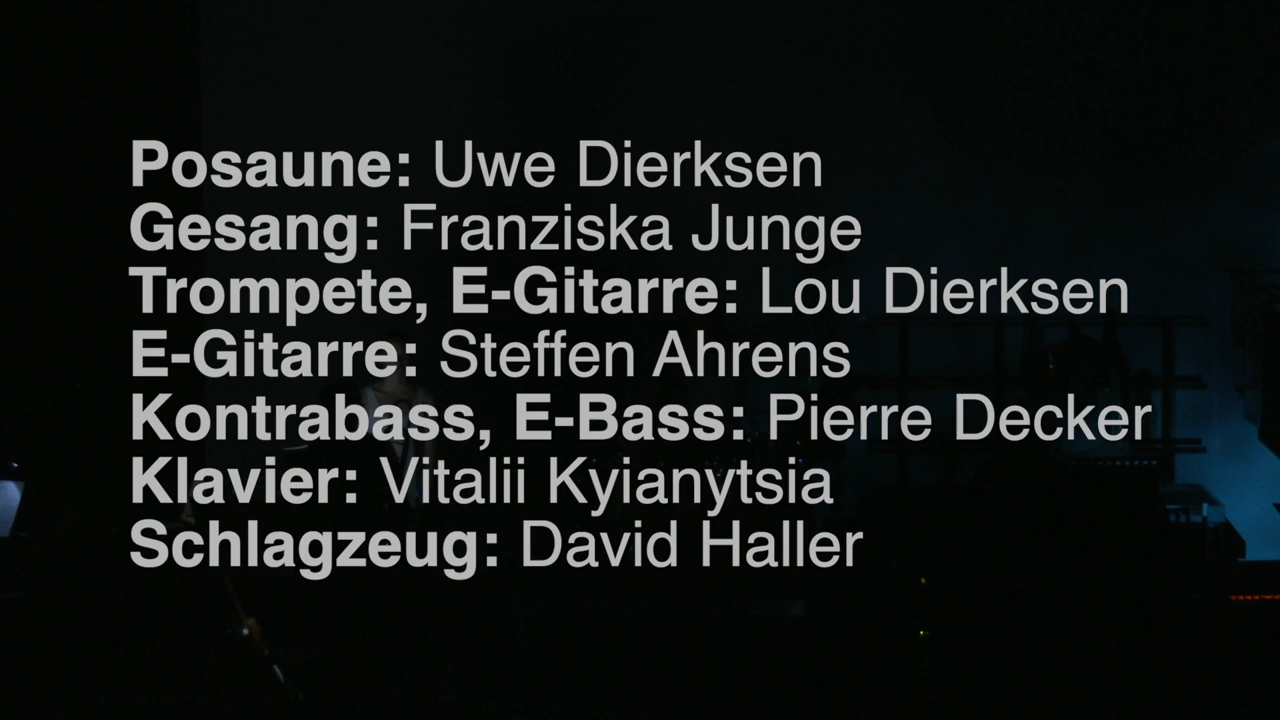 Posaune: Uwe Dierksen
Gesang: Franziska Junge
Trompete, E-Gitarre: Lou Dierksen
E-Gitarre: Steffen Ahrens
Kontrabass, E-Bass: Pierre Decker
Klavier: Vitalii Kyianytsia
Schlagzeug: David Haller